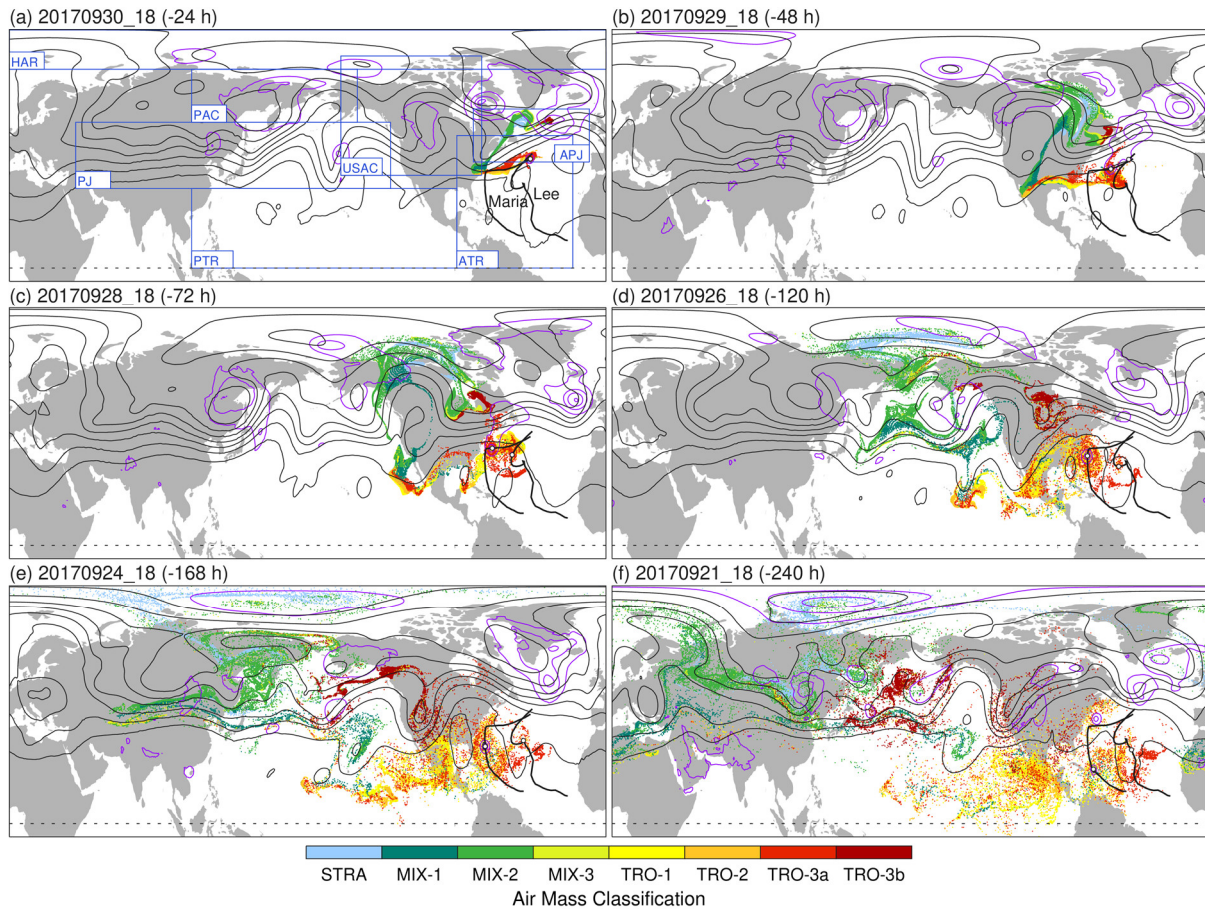 (a) 20170930_18 (-24 h)
(b) 20170929_18 (-48 h)
HAR
PAC
USAC
APJ
PJ
Maria
Lee
PTR
ATR
(c) 20170928_18 (-72 h)
(d) 20170926_18 (-120 h)
(e) 20170924_18 (-168 h)
(f) 20170921_18 (-240 h)
STRA MIX-1 MIX-2 MIX-3 TRO-1 TRO-2 TRO-3a TRO-3b
Air Mass Classification